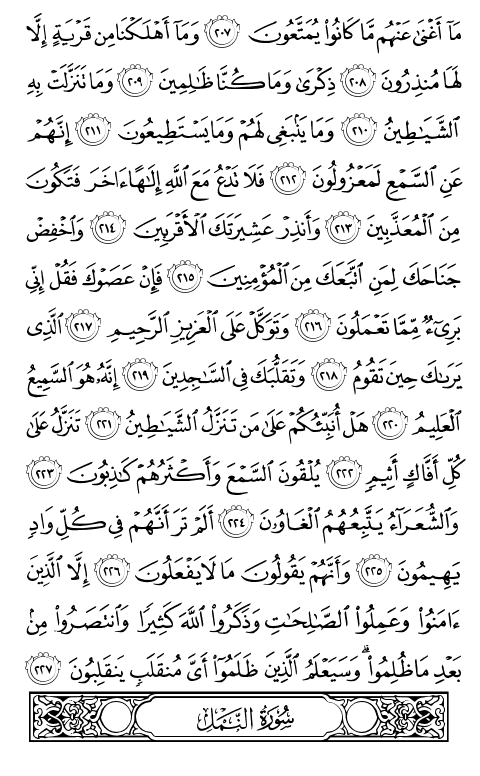 مَآ أَغْنَىٰ عَنْهُم مَّا كَانُوا۟ يُمَتَّعُونَ ٢٠٧ وَمَآ أَهْلَكْنَا مِن قَرْيَةٍ إِلَّا
لَهَا مُنذِرُونَ ٢٠٨ ذِكْرَىٰ وَمَا كُنَّا ظَـٰلِمِينَ ٢٠٩ وَمَا تَنَزَّلَتْ بِهِ
ٱلشَّيَـٰطِينُ ٢١٠ وَمَا يَنۢبَغِى لَهُمْ وَمَا يَسْتَطِيعُونَ ٢١١ إِنَّهُمْ
عَنِ ٱلسَّمْعِ لَمَعْزُولُونَ ٢١٢ فَلَا تَدْعُ مَعَ ٱللَّهِ إِلَـٰهًا ءَاخَرَ فَتَكُونَ
مِنَ ٱلْمُعَذَّبِينَ ٢١٣ وَأَنذِرْ عَشِيرَتَكَ ٱلْأَقْرَبِينَ ٢١٤ وَٱخْفِضْ
جَنَاحَكَ لِمَنِ ٱتَّبَعَكَ مِنَ ٱلْمُؤْمِنِينَ ٢١٥ فَإِنْ عَصَوْكَ فَقُلْ إِنِّى
بَرِىٓءٌ مِّمَّا تَعْمَلُونَ ٢١٦ وَتَوَكَّلْ عَلَى ٱلْعَزِيزِ ٱلرَّحِيمِ ٢١٧ ٱلَّذِى
يَرَىٰكَ حِينَ تَقُومُ ٢١٨ وَتَقَلُّبَكَ فِى ٱلسَّـٰجِدِينَ ٢١٩ إِنَّهُۥ هُوَ ٱلسَّمِيعُ
ٱلْعَلِيمُ ٢٢٠ هَلْ أُنَبِّئُكُمْ عَلَىٰ مَن تَنَزَّلُ ٱلشَّيَـٰطِينُ ٢٢١ تَنَزَّلُ عَلَىٰ
كُلِّ أَفَّاكٍ أَثِيمٍ ٢٢٢ يُلْقُونَ ٱلسَّمْعَ وَأَكْثَرُهُمْ كَـٰذِبُونَ ٢٢٣
وَٱلشُّعَرَآءُ يَتَّبِعُهُمُ ٱلْغَاوُۥنَ ٢٢٤ أَلَمْ تَرَ أَنَّهُمْ فِى كُلِّ وَادٍ
يَهِيمُونَ ٢٢٥ وَأَنَّهُمْ يَقُولُونَ مَا لَا يَفْعَلُونَ ٢٢٦ إِلَّا ٱلَّذِينَ
ءَامَنُوا۟ وَعَمِلُوا۟ ٱلصَّـٰلِحَـٰتِ وَذَكَرُوا۟ ٱللَّهَ كَثِيرًا وَٱنتَصَرُوا۟ مِنۢ
بَعْدِ مَا ظُلِمُوا۟ ۗ وَسَيَعْلَمُ ٱلَّذِينَ ظَلَمُوٓا۟ أَىَّ مُنقَلَبٍ يَنقَلِبُونَ ٢٢٧
سُورَةُ النَّمْلِ